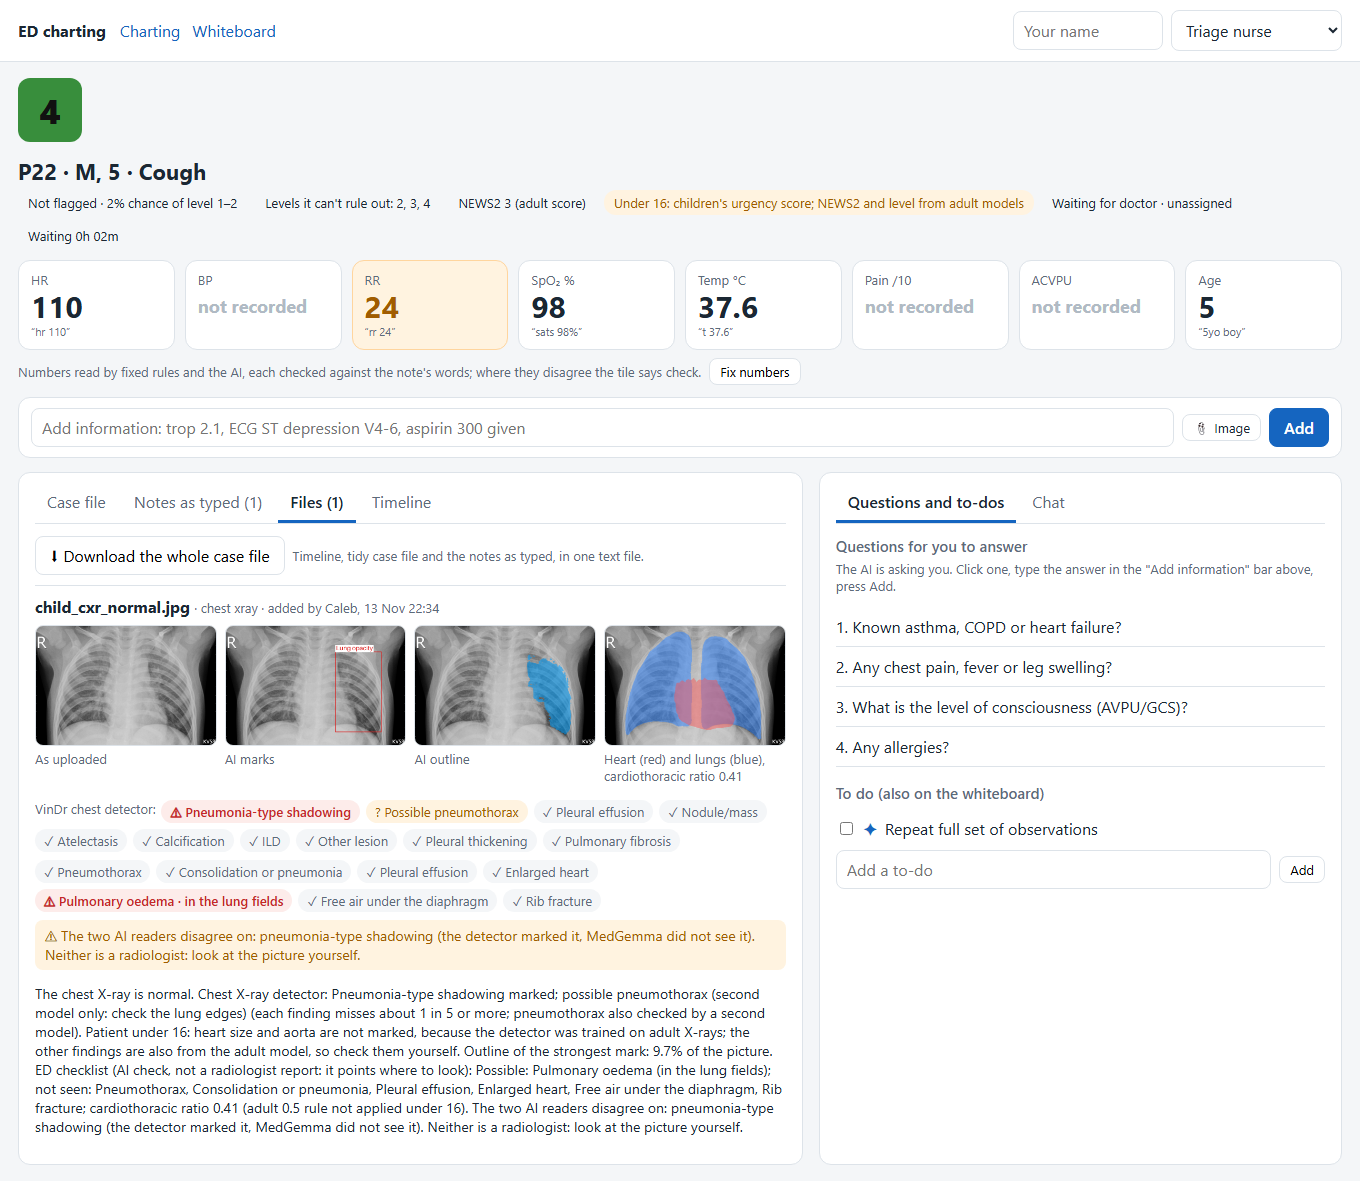 ED charting Charting Whiteboard Your name Triage nurse
4
P22 · M, 5 · Cough
Not flagged · 2% chance of level 1–2 Levels it can't rule out: 2, 3, 4 NEWS2 3 (adult score) Under 16: children's urgency score; NEWS2 and level from adult models Waiting for doctor · unassigned
Waiting 0h 02m
HR BP RR SpO₂ % Temp °C Pain /10 ACVPU Age
110 not recorded 24 98 37.6 not recorded not recorded 5
"hr 110" "rr 24" "sats 98%" "t 37.6" "5yo boy"
Numbers read by fixed rules and the AI, each checked against the note's words; where they disagree the tile says check. Fix numbers
Add information: trop 2.1, ECG ST depression V4-6, aspirin 300 given Image Add
Case file Notes as typed (1) Files (1) Timeline
⬇ Download the whole case file Timeline, tidy case file and the notes as typed, in one text file.
child_cxr_normal.jpg · chest xray · added by Caleb, 13 Nov 22:34
R R Lung opacity R R
As uploaded AI marks AI outline Heart (red) and lungs (blue),
cardiothoracic ratio 0.41
VinDr chest detector: ⚠ Pneumonia-type shadowing ? Possible pneumothorax ✓ Pleural effusion ✓ Nodule/mass
✓ Atelectasis ✓ Calcification ✓ ILD ✓ Other lesion ✓ Pleural thickening ✓ Pulmonary fibrosis
✓ Pneumothorax ✓ Consolidation or pneumonia ✓ Pleural effusion ✓ Enlarged heart
⚠ Pulmonary oedema · in the lung fields ✓ Free air under the diaphragm ✓ Rib fracture
⚠ The two AI readers disagree on: pneumonia-type shadowing (the detector marked it, MedGemma did not see it).
Neither is a radiologist: look at the picture yourself.
The chest X-ray is normal. Chest X-ray detector: Pneumonia-type shadowing marked; possible pneumothorax (second
model only: check the lung edges) (each finding misses about 1 in 5 or more; pneumothorax also checked by a second
model). Patient under 16: heart size and aorta are not marked, because the detector was trained on adult X-rays; the
other findings are also from the adult model, so check them yourself. Outline of the strongest mark: 9.7% of the picture.
ED checklist (AI check, not a radiologist report: it points where to look): Possible: Pulmonary oedema (in the lung fields);
not seen: Pneumothorax, Consolidation or pneumonia, Pleural effusion, Enlarged heart, Free air under the diaphragm, Rib
fracture; cardiothoracic ratio 0.41 (adult 0.5 rule not applied under 16). The two AI readers disagree on: pneumonia-type
shadowing (the detector marked it, MedGemma did not see it). Neither is a radiologist: look at the picture yourself.
Questions and to-dos Chat
Questions for you to answer
The AI is asking you. Click one, type the answer in the "Add information" bar above,
press Add.
1. Known asthma, COPD or heart failure?
2. Any chest pain, fever or leg swelling?
3. What is the level of consciousness (AVPU/GCS)?
4. Any allergies?
To do (also on the whiteboard)
✦ Repeat full set of observations
Add a to-do Add